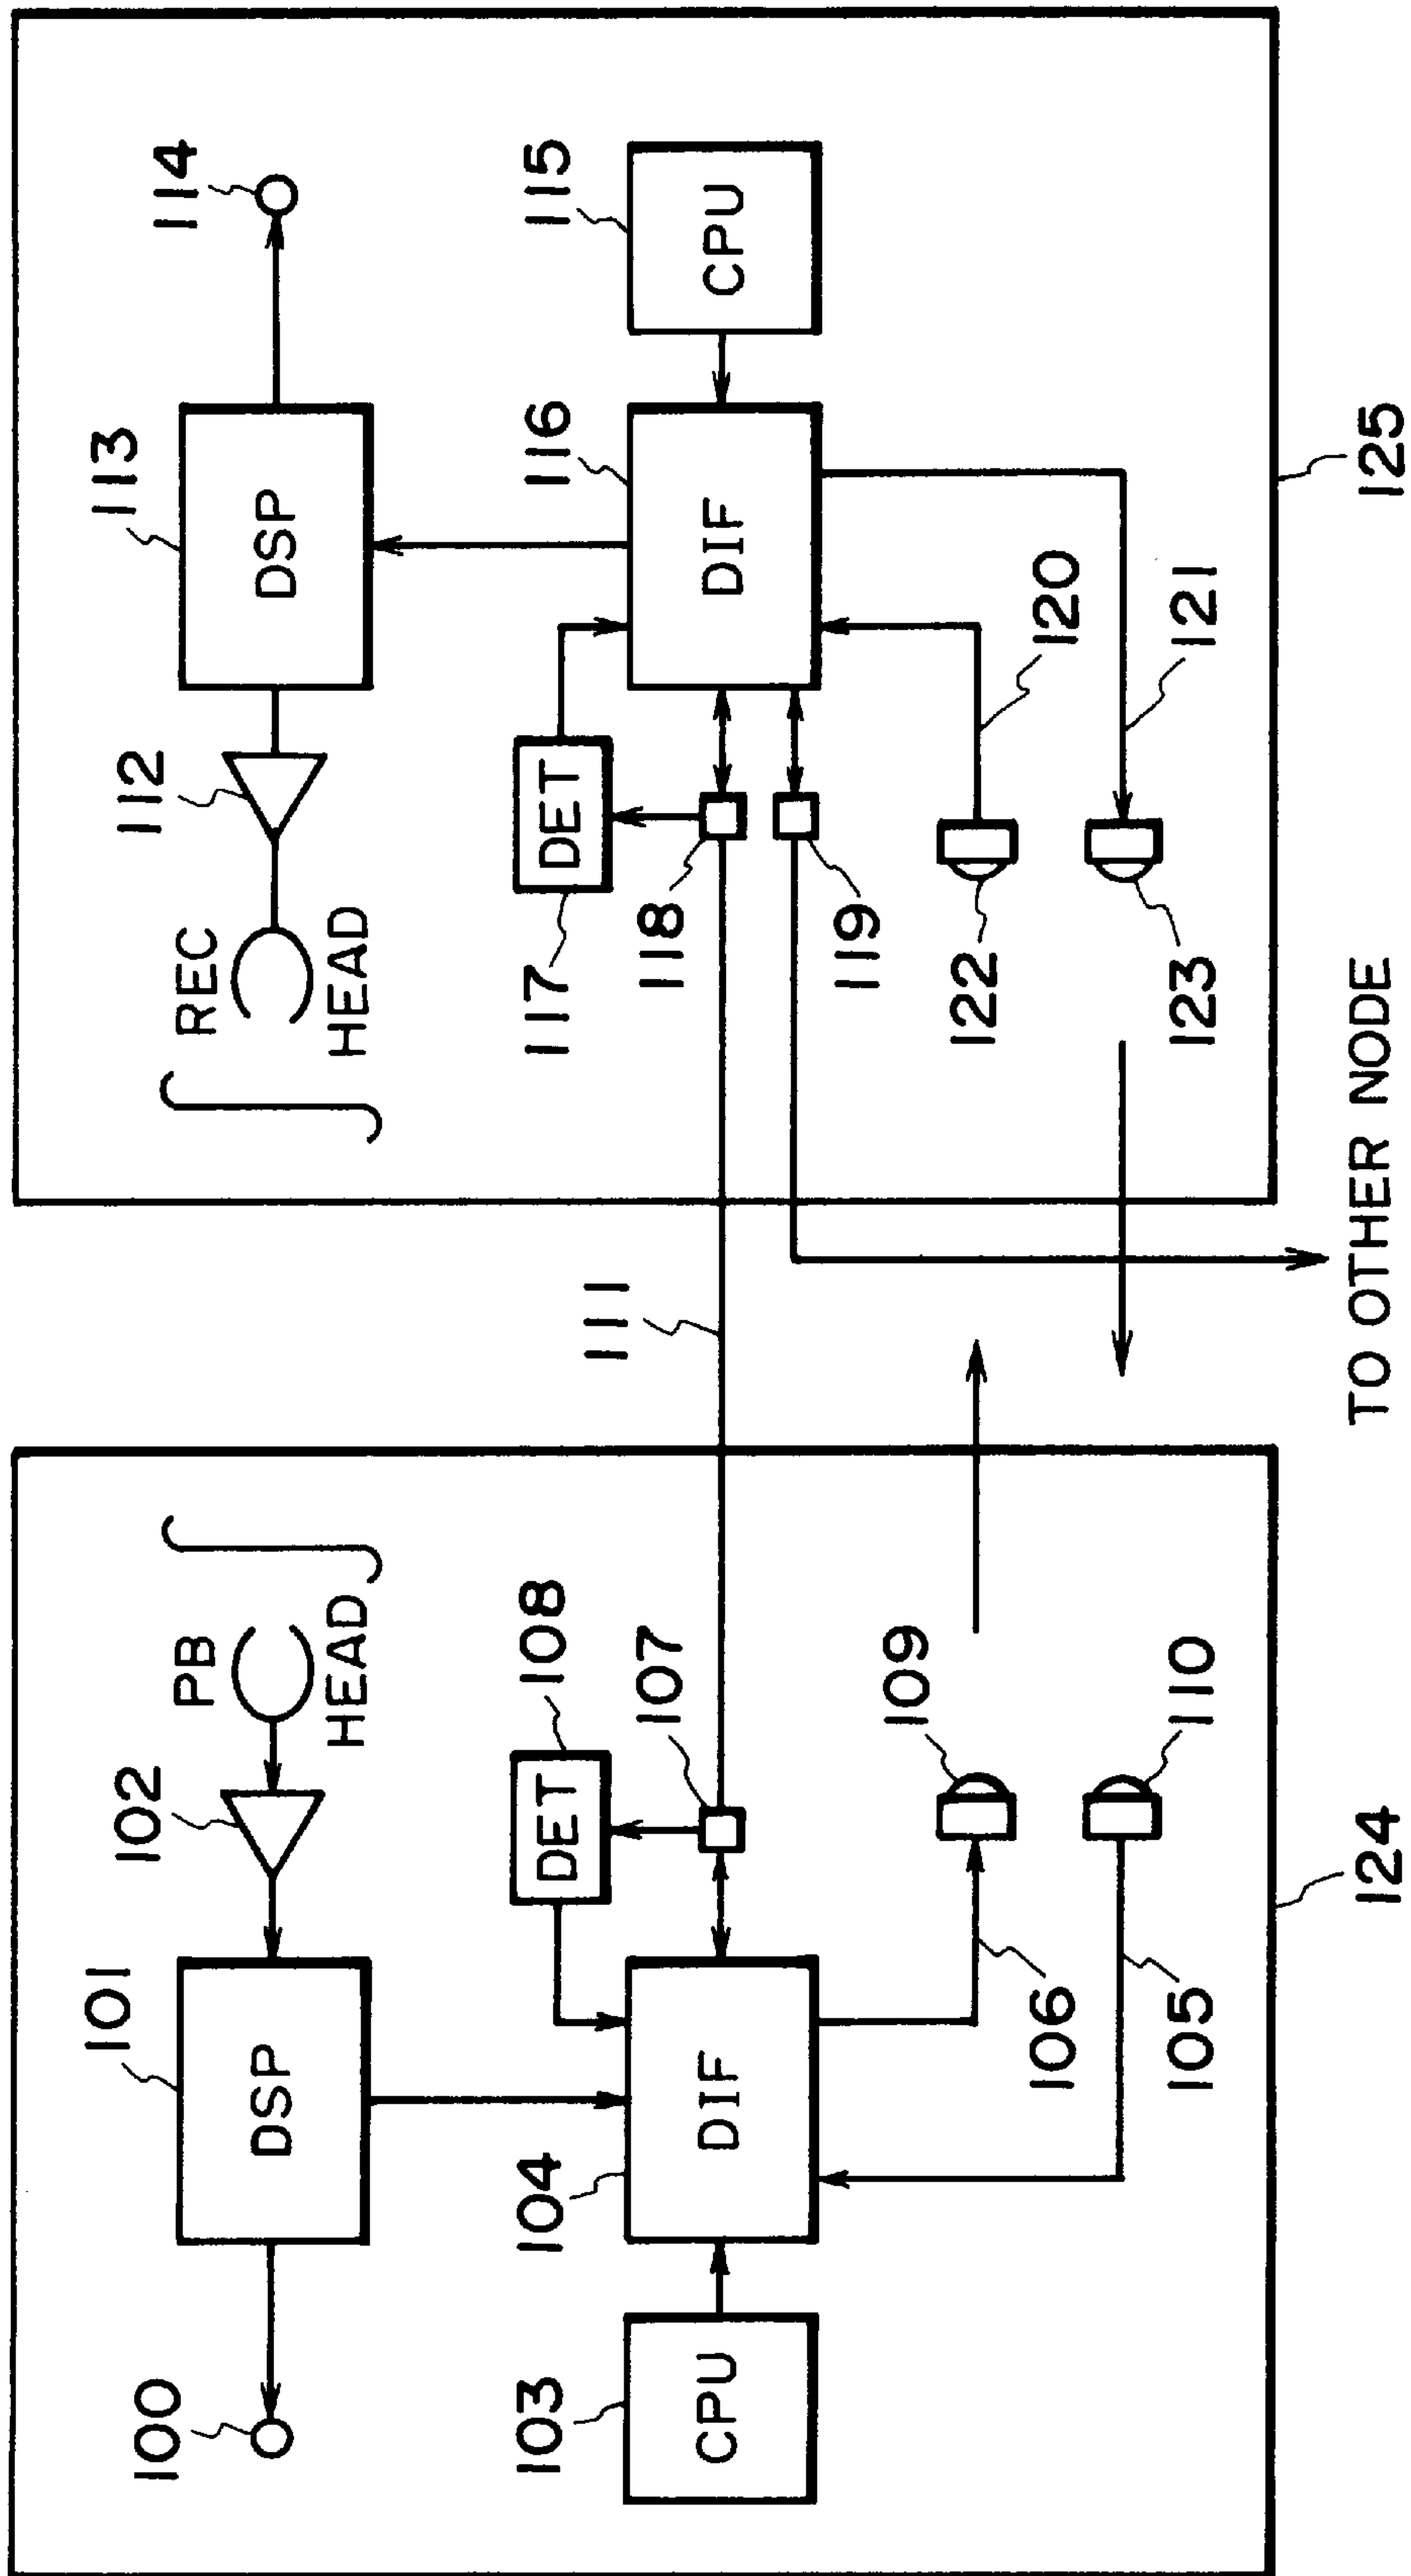 100
101
DSP
102
PB
HEAD
103
CPU
104
DIF
108
DET
107
106
105
109
110
124
111
TO OTHER NODE
REC
HEAD
112
113
DSP
114
117
DET
118
119
116
DIF
115
CPU
122
120
123
121
125